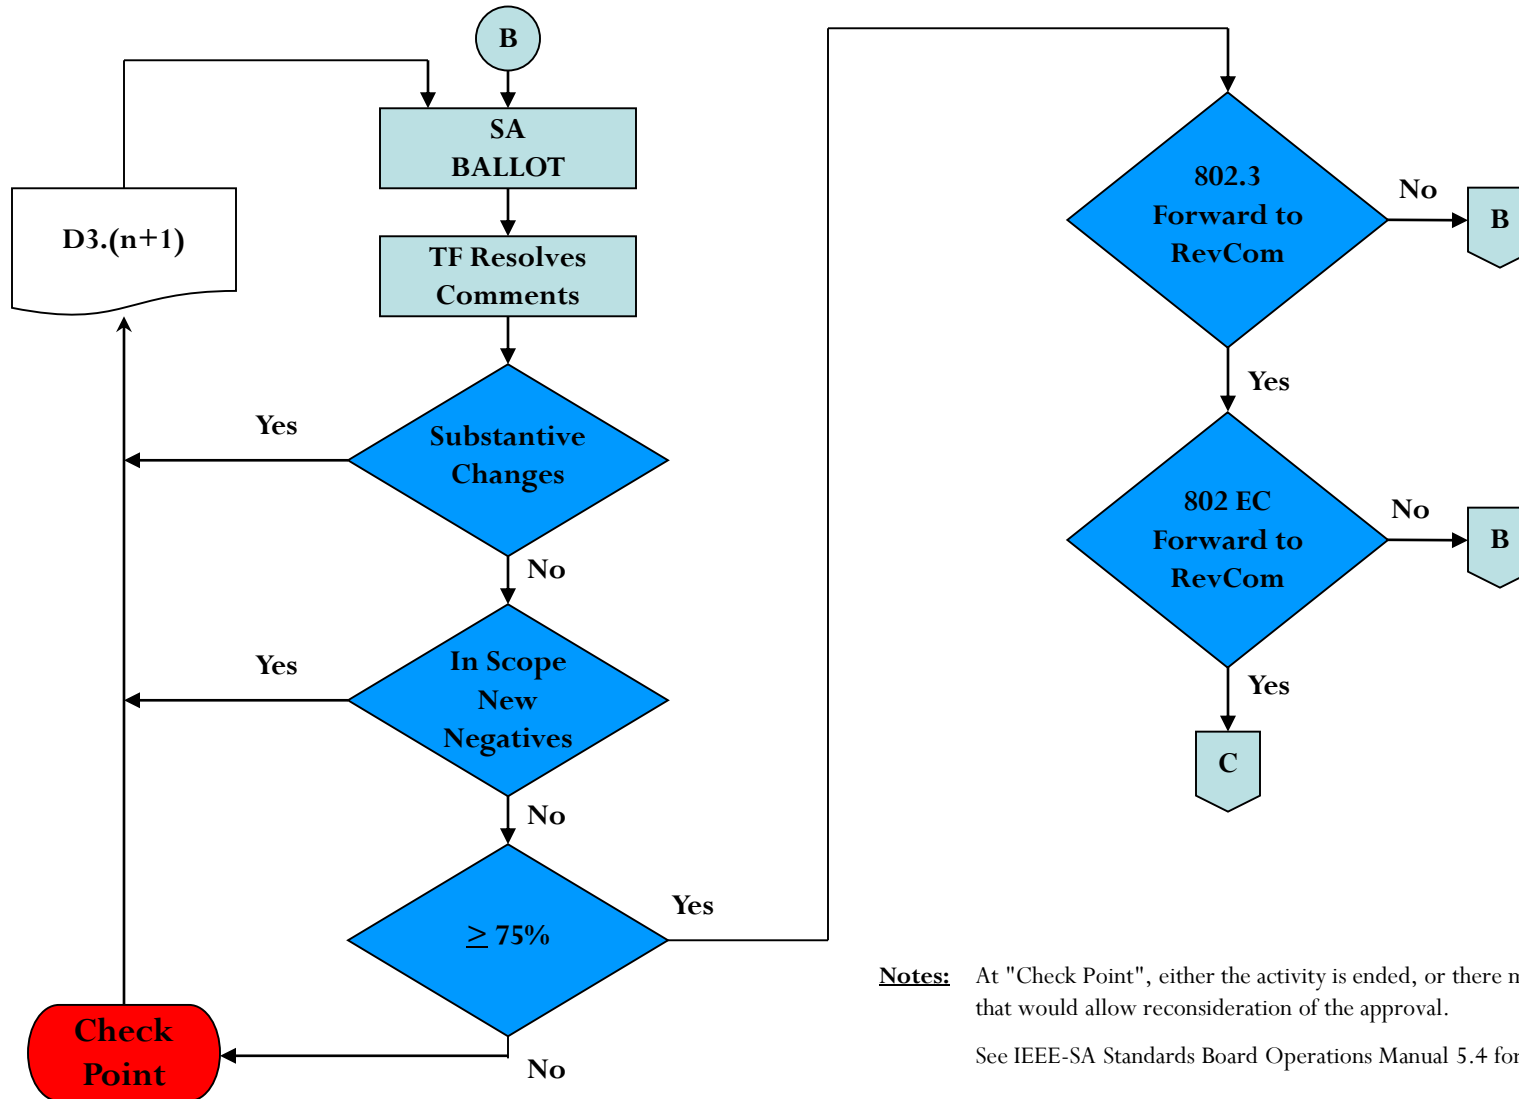 B
SA
BALLOT
D3.(n+1)
TF Resolves
Comments
Yes
Substantive
Changes
No
Yes
In Scope
New
Negatives
No
≥ 75%
Yes
No
Check
Point
802.3
Forward to
RevCom
No
B
Yes
802 EC
Forward to
RevCom
No
B
Yes
C
Notes: At "Check Point", either the activity is ended, or there
that would allow reconsideration of the approval.
See IEEE-SA Standards Board Operations Manual 5.4 for